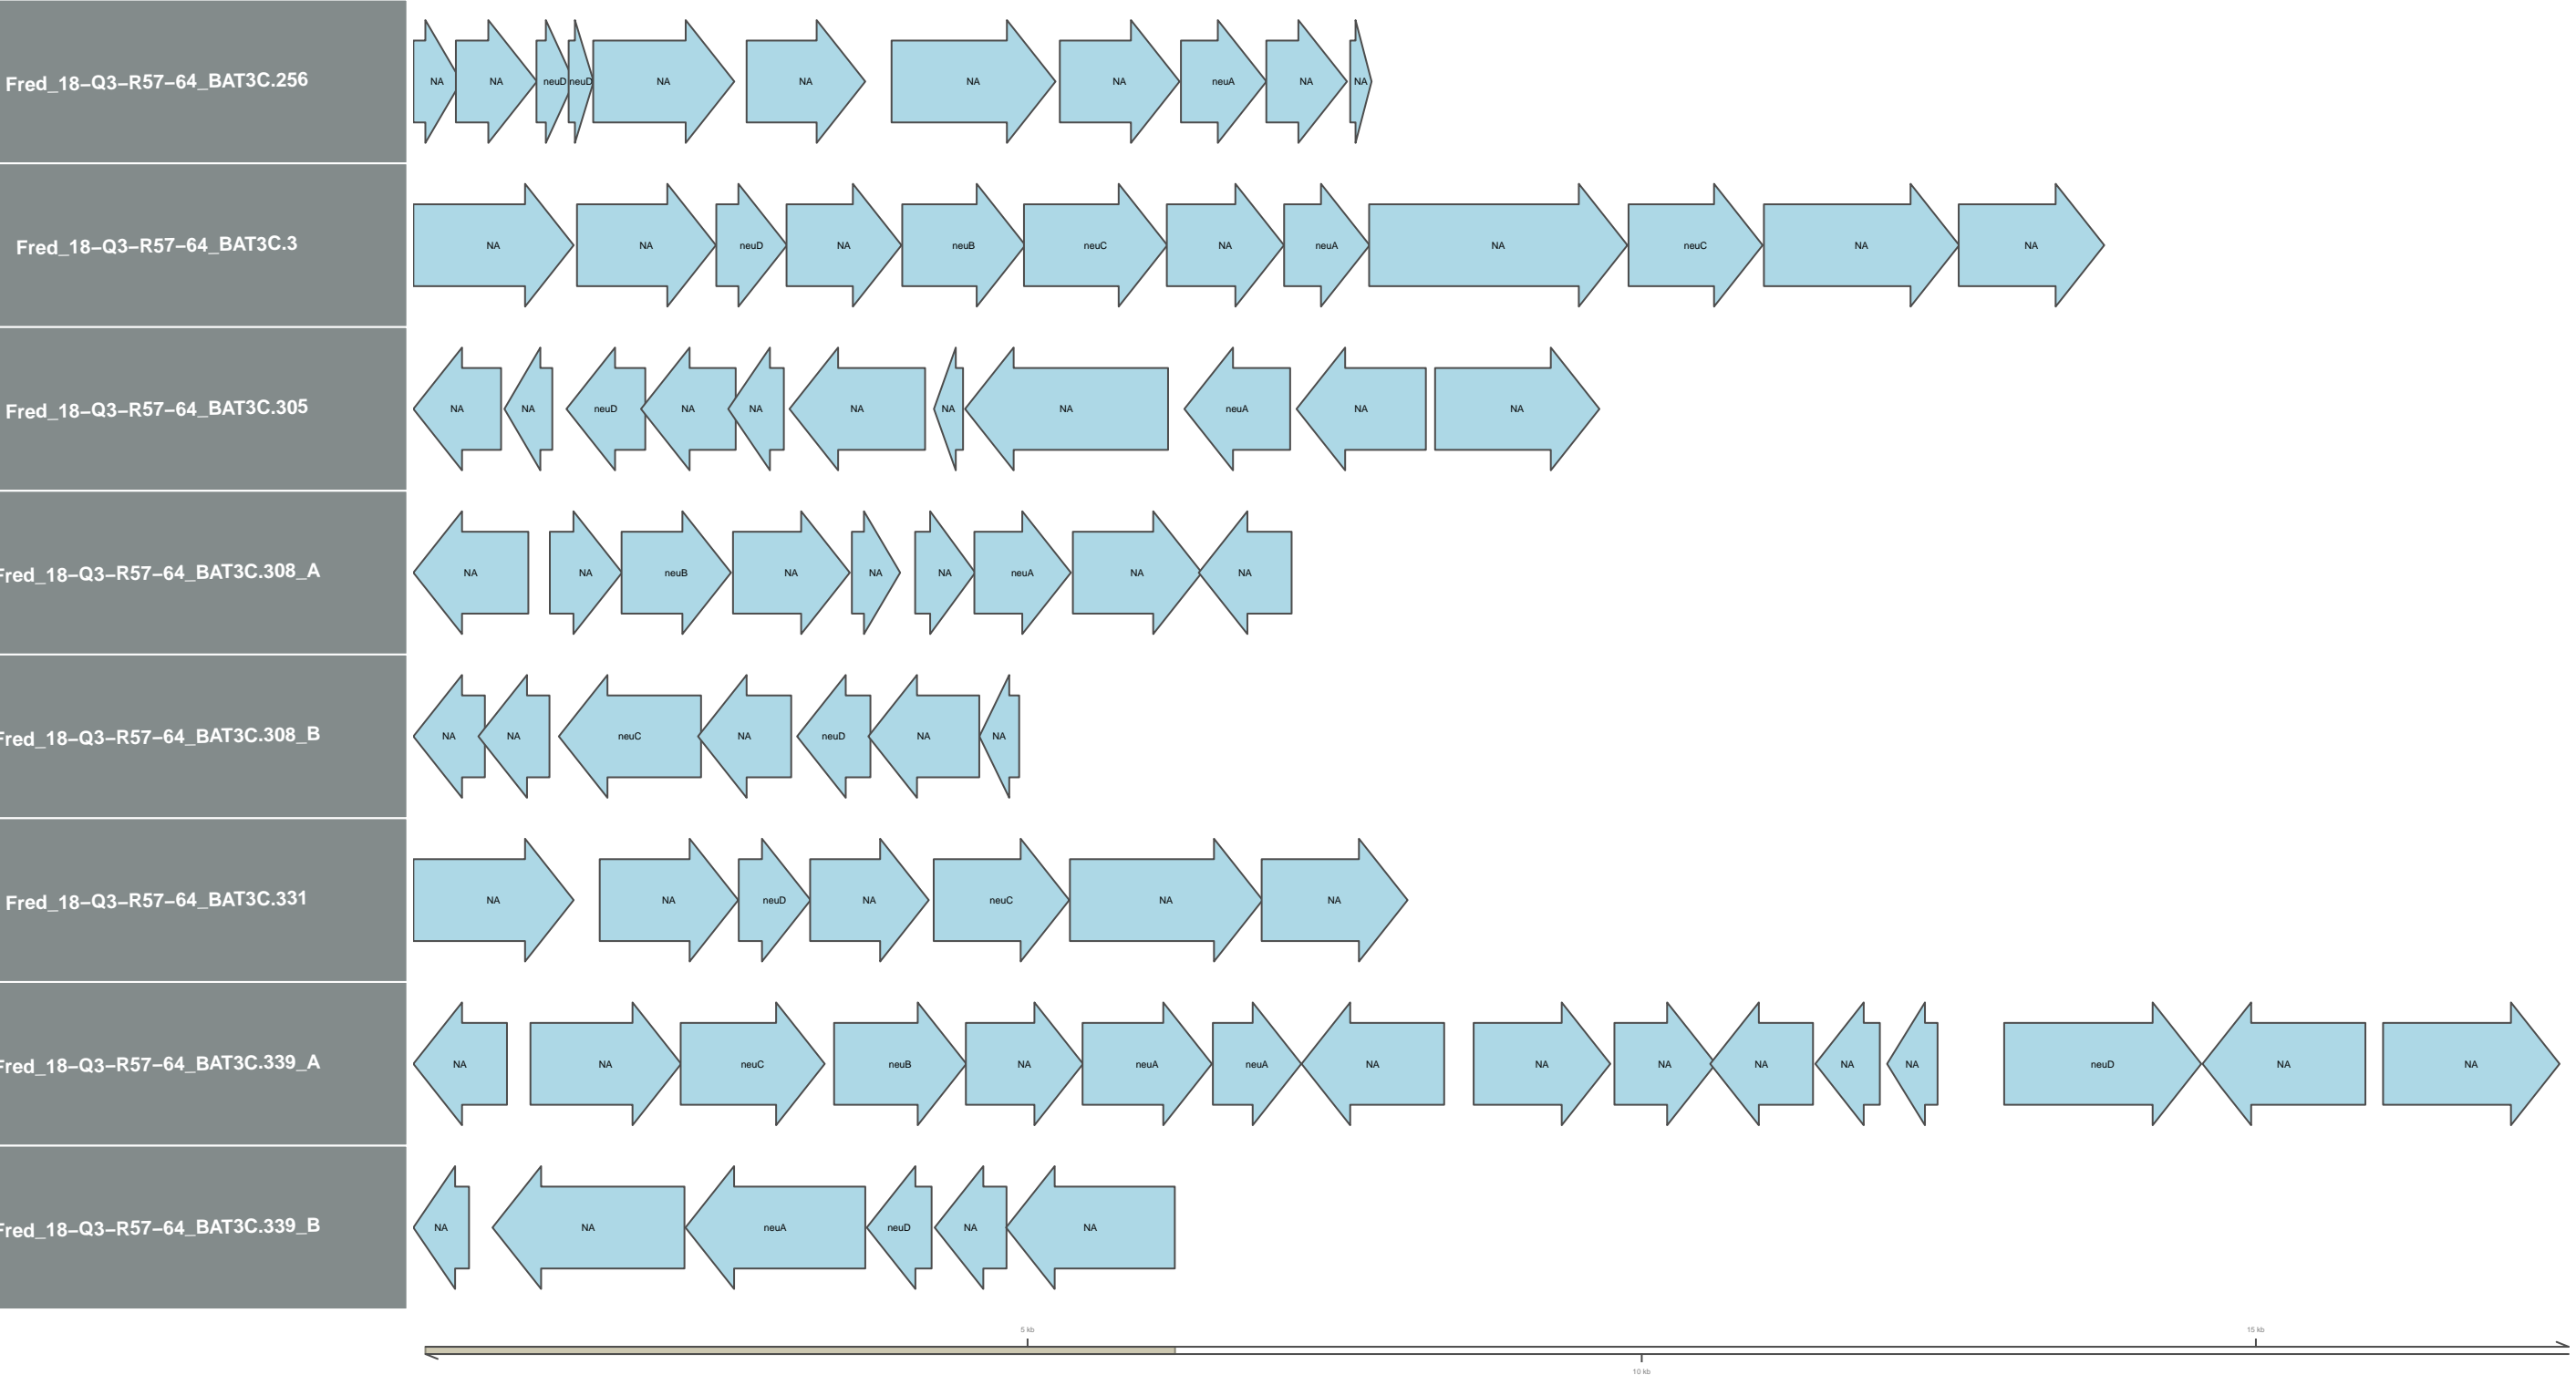 Fred_18-Q3-R57-64_BAT3C.256 NA NA neuD neuD NA NA NA NA neuA NA NA
Fred_18-Q3-R57-64_BAT3C.3 NA NA neuD NA neuB neuC NA neuA NA neuC NA NA
Fred_18-Q3-R57-64_BAT3C.305 NA NA neuD NA NA NA NA NA neuA NA NA
Fred_18-Q3-R57-64_BAT3C.308_A NA NA neuB NA NA NA neuA NA NA
Fred_18-Q3-R57-64_BAT3C.308_B NA NA neuC NA neuD NA NA
Fred_18-Q3-R57-64_BAT3C.331 NA NA neuD NA neuC NA NA
Fred_18-Q3-R57-64_BAT3C.339_A NA NA neuC neuB NA neuA neuA NA NA NA NA NA NA neuD NA NA
Fred_18-Q3-R57-64_BAT3C.339_B NA NA neuA neuD NA NA
5 kb 15 kb
10 kb